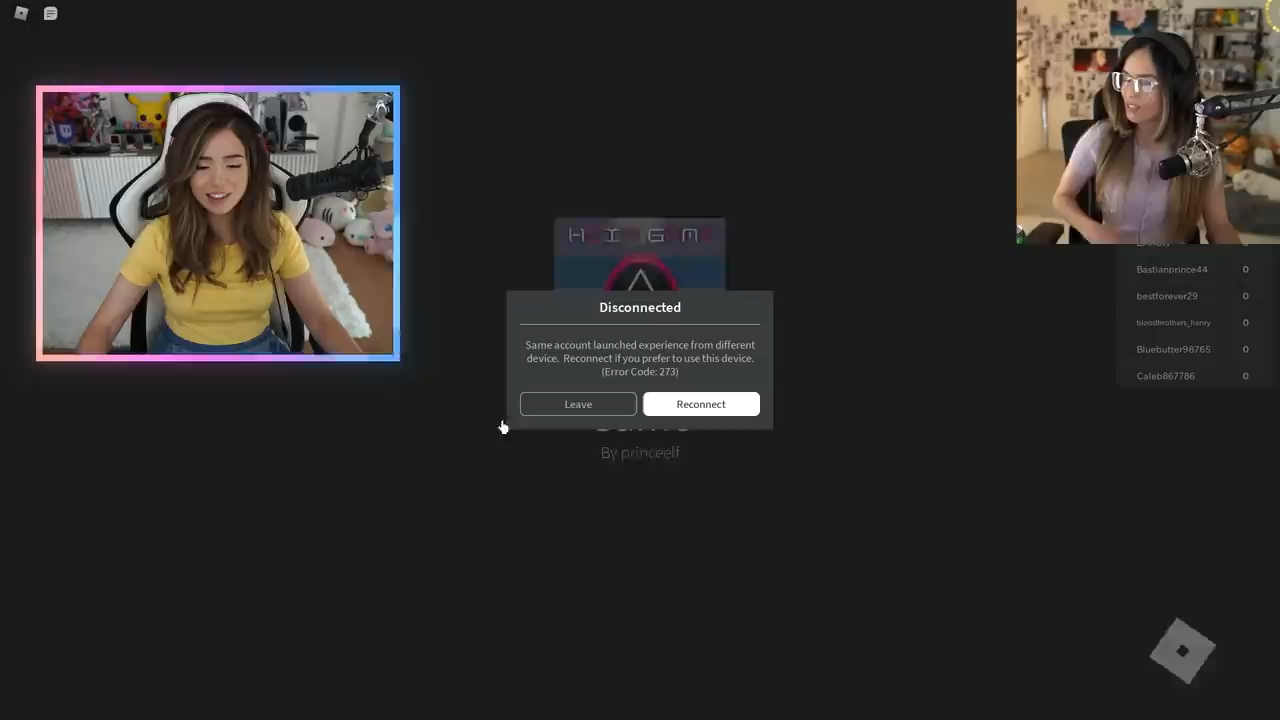 Disconnected
Same account launched experience from different
device. Reconnect if you prefer to use this device.
(Error Code: 273)
Leave
Reconnect
By princeelf
Bastianprince44 0
bestforever29 0
bloodbrothers_henry 0
Bluebutter98765 0
Caleb867786 0